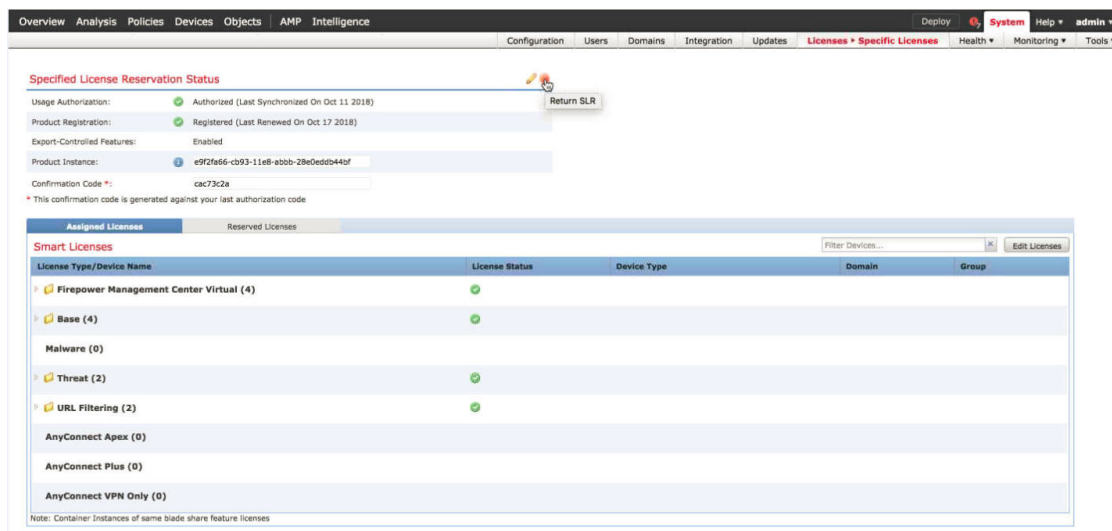 Overview Analysis Policies Devices Objects AMP Intelligence Deploy System Help admin
Configuration Users Domains Integration Updates Licenses Specific Licenses Health Monitoring Tools
Specified License Reservation Status
Return SLR
Usage Authorization: Authorized (Last Synchronized On Oct 11 2018)
Product Registration: Registered (Last Renewed On Oct 17 2018)
Export-Controlled Features: Enabled
Product Instance: e9f2fa66-cb93-11e8-abbb-28e0eddb44bf
Confirmation Code *: cac73c2a
* This confirmation code is generated against your last authorization code
Assigned Licenses Reserved Licenses
Smart Licenses Filter Devices... Edit Licenses
License Type/Device Name License Status Device Type Domain Group
Firepower Management Center Virtual (4)
Base (4)
Malware (0)
Threat (2)
URL Filtering (2)
AnyConnect Apex (0)
AnyConnect Plus (0)
AnyConnect VPN Only (0)
Note: Container Instances of same blade share feature licenses